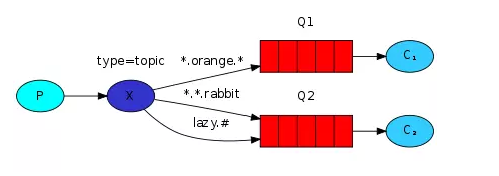 Q1
type=topic
*.orange.*
C₁
P
X
*.*.rabbit
Q2
lazy.#
C₂